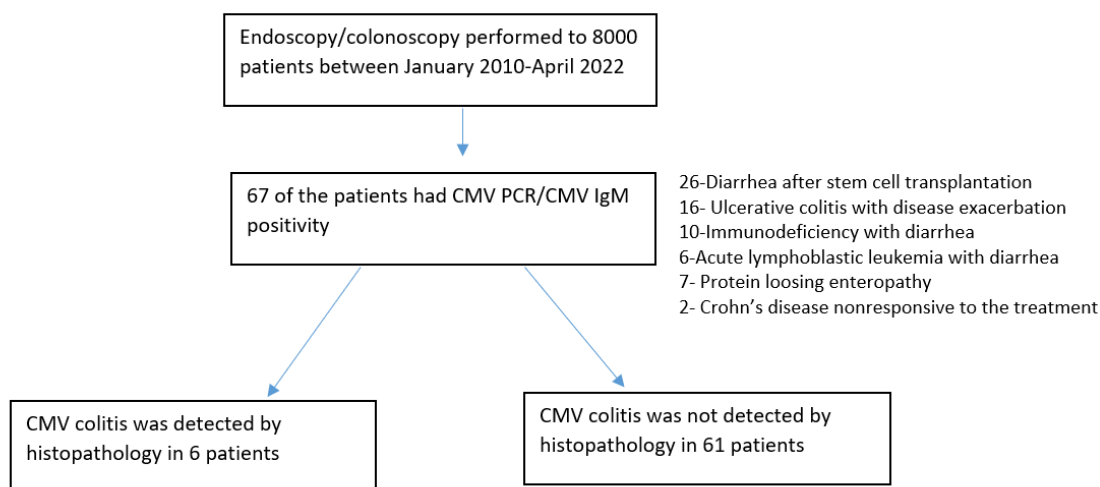 Endoscopy/colonoscopy performed to 8000
patients between January 2010-April 2022
67 of the patients had CMV PCR/CMV IgM
positivity
26-Diarrhea after stem cell transplantation
16- Ulcerative colitis with disease exacerbation
10-Immunodeficiency with diarrhea
6-Acute lymphoblastic leukemia with diarrhea
7- Protein loosing enteropathy
2- Crohn’s disease nonresponsive to the treatment
CMV colitis was detected by
histopathology in 6 patients
CMV colitis was not detected by
histopathology in 61 patients